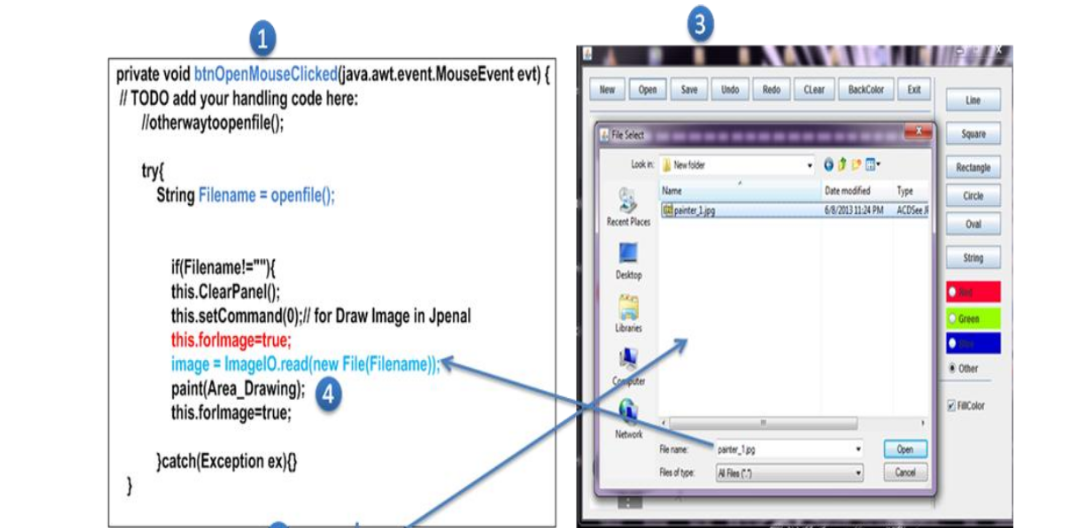 1
private void btnOpenMouseClicked(java.awt.event.MouseEvent evt) {
// TODO add your handling code here:
//otherwaytoopenfile();
try{
String Filename = openfile();
if(Filename!=""){
this.ClearPanel();
this.setCommand(0);// for Draw Image in Jpenal
this.forImage=true;
image = ImageIO.read(new File(Filename));
paint(Area_Drawing);
4
this.forImage=true;
}catch(Exception ex){}
}
3
New Open Save Undo Redo CLear BackColor Exit
File Select
Look in: New folder
Name Date modified Type
painter_1.jpg 6/8/2013 11:24 PM ACDSee
Recent Places
Desktop
Libraries
Computer
Network
File name: painter_1.jpg Open
Files of type: All Files (*.*) Cancel
Line
Square
Rectangle
Circle
Oval
String
Red
Green
Blue
Other
FillColor